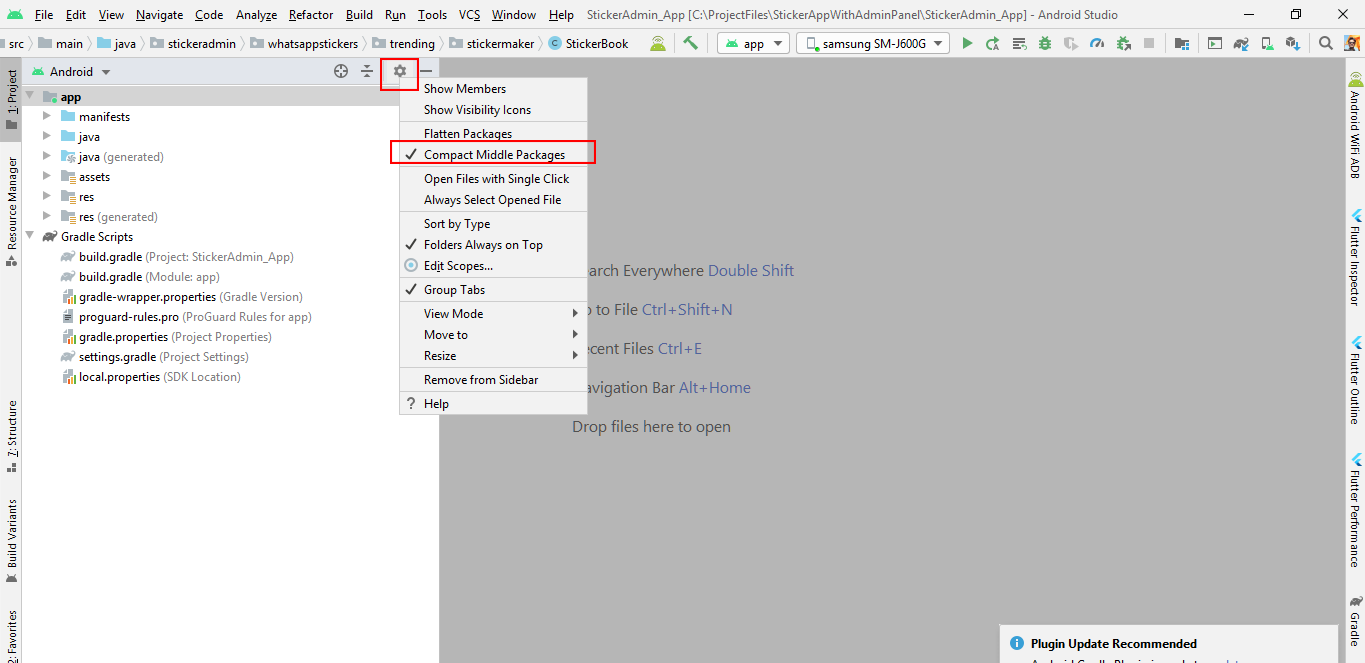 File Edit View Navigate Code Analyze Refactor Build Run Tools VCS Window Help StickerAdmin_App [C:\ProjectFiles\StickerAppWithAdminPanel\StickerAdmin_App] - Android Studio
src main java stickeradmin whatsappstickers trending stickermaker C StickerBook app samsung SM-J600G
1: Project
Resource Manager
7: Structure
Build Variants
2: Favorites
Android
app
manifests
java
java (generated)
assets
res
res (generated)
Gradle Scripts
build.gradle (Project: StickerAdmin_App)
build.gradle (Module: app)
gradle-wrapper.properties (Gradle Version)
proguard-rules.pro (ProGuard Rules for app)
gradle.properties (Project Properties)
settings.gradle (Project Settings)
local.properties (SDK Location)
Show Members
Show Visibility Icons
Flatten Packages
Compact Middle Packages
Open Files with Single Click
Always Select Opened File
Sort by Type
Folders Always on Top
Edit Scopes...
Group Tabs
View Mode
Move to
Resize
Remove from Sidebar
? Help
arch Everywhere Double Shift
to File Ctrl+Shift+N
ecent Files Ctrl+E
avigation Bar Alt+Home
Drop files here to open
Android WiFi ADB
Flutter Inspector
Flutter Outline
Flutter Performance
Gradle
Plugin Update Recommended